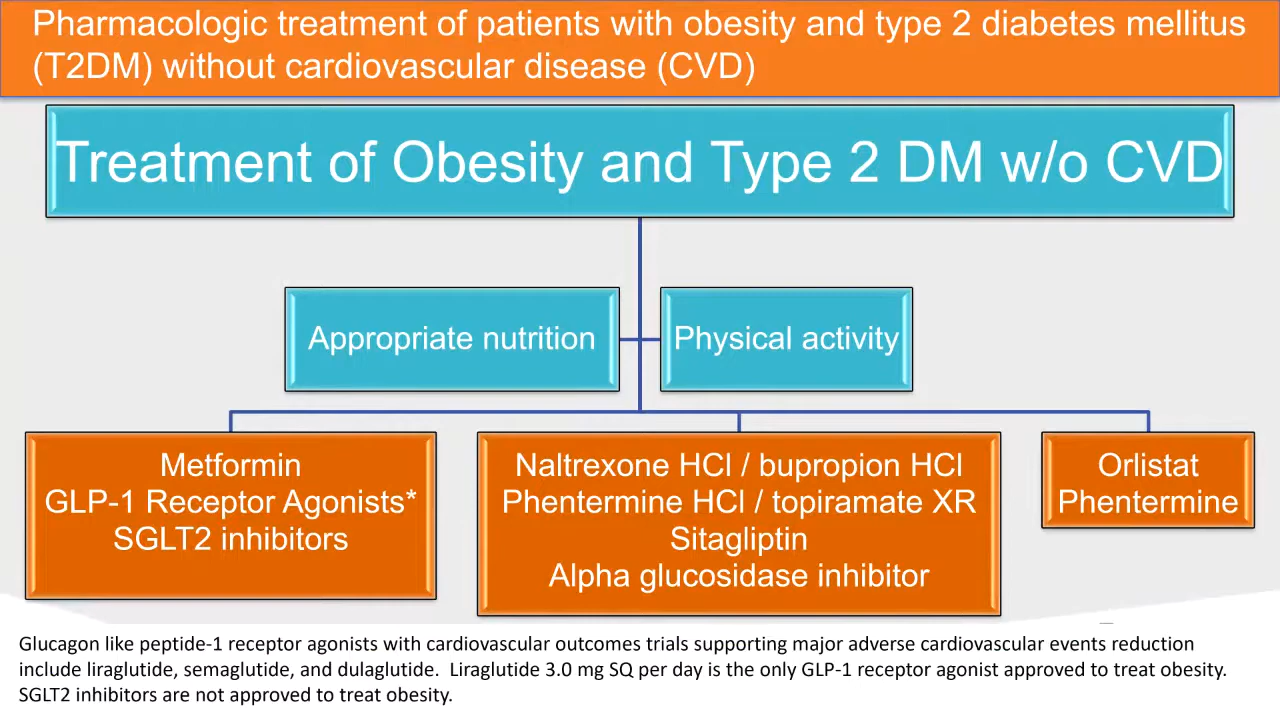 Pharmacologic treatment of patients with obesity and type 2 diabetes mellitus
(T2DM) without cardiovascular disease (CVD)
Treatment of Obesity and Type 2 DM w/o CVD
Appropriate nutrition
Physical activity
Metformin
GLP-1 Receptor Agonists*
SGLT2 inhibitors
Naltrexone HCl / bupropion HCl
Phentermine HCl / topiramate XR
Sitagliptin
Alpha glucosidase inhibitor
Orlistat
Phentermine
Glucagon like peptide-1 receptor agonists with cardiovascular outcomes trials supporting major adverse cardiovascular events reduction
include liraglutide, semaglutide, and dulaglutide.  Liraglutide 3.0 mg SQ per day is the only GLP-1 receptor agonist approved to treat obesity.
SGLT2 inhibitors are not approved to treat obesity.